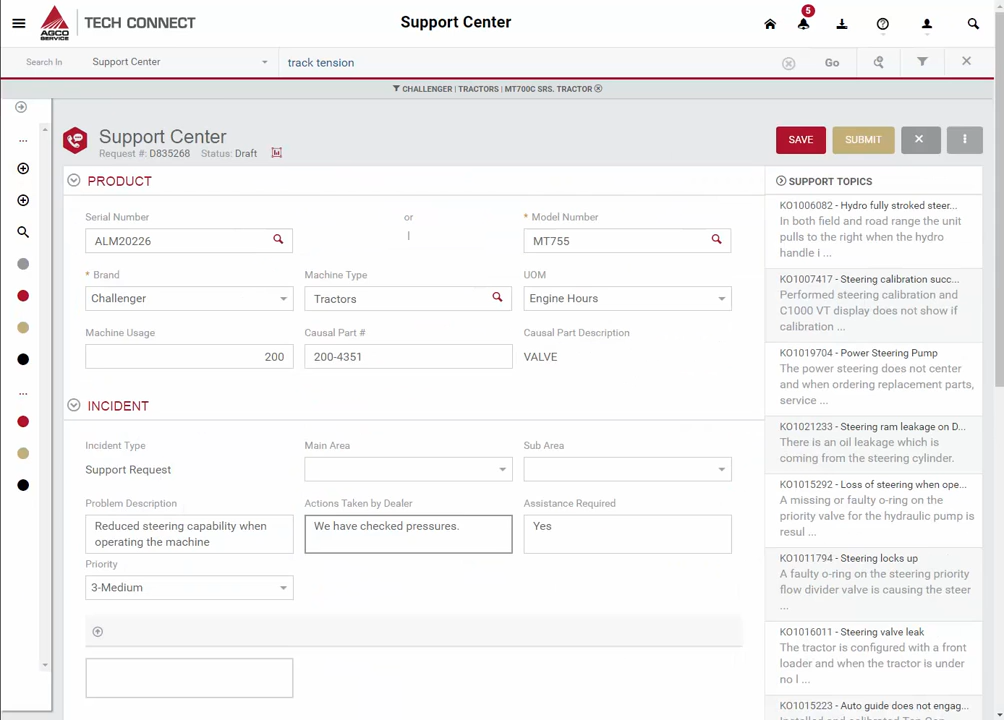 AGCO
SERVICE
TECH CONNECT
Support Center
5
Search In
Support Center
track tension
Go
CHALLENGER | TRACTORS | MT700C SRS. TRACTOR
...
...
Support Center
Request #: D835268 Status: Draft
SAVE
SUBMIT
PRODUCT
Serial Number
or
* Model Number
ALM20226
MT755
* Brand
Machine Type
UOM
Challenger
Tractors
Engine Hours
Machine Usage
Causal Part #
Causal Part Description
200
200-4351
VALVE
INCIDENT
Incident Type
Main Area
Sub Area
Support Request
Problem Description
Actions Taken by Dealer
Assistance Required
Reduced steering capability when
operating the machine
We have checked pressures.
Yes
Priority
3-Medium
SUPPORT TOPICS
KO1006082 - Hydro fully stroked steer...
In both field and road range the unit
pulls to the right when the hydro
handle i ...
KO1007417 - Steering calibration succ...
Performed steering calibration and
C1000 VT display does not show if
calibration ...
KO1019704 - Power Steering Pump
The power steering does not center
and when ordering replacement parts,
service ...
KO1021233 - Steering ram leakage on D...
There is an oil leakage which is
coming from the steering cylinder.
KO1015292 - Loss of steering when ope...
A missing or faulty o-ring on the
priority valve for the hydraulic pump is
resul ...
KO1011794 - Steering locks up
A faulty o-ring on the steering priority
flow divider valve is causing the steer
...
KO1016011 - Steering valve leak
The tractor is configured with a front
loader and when the tractor is under
no l ...
KO1015223 - Auto guide does not engag...